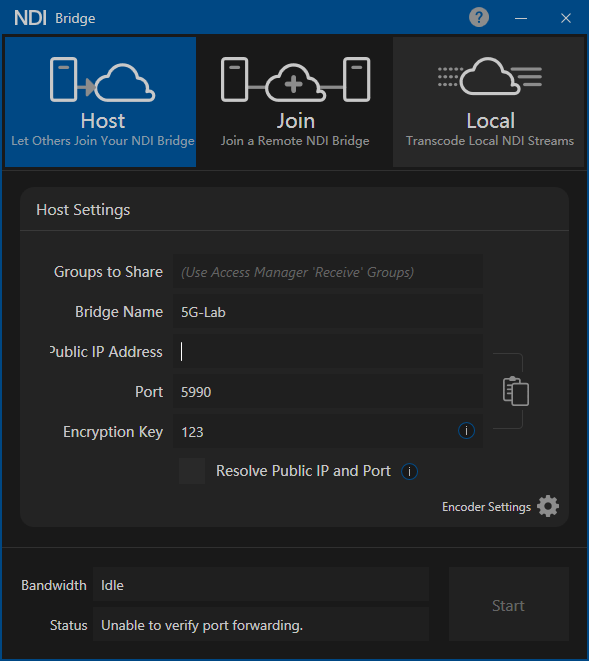 NDI Bridge
?
Host
Let Others Join Your NDI Bridge
Join
Join a Remote NDI Bridge
Local
Transcode Local NDI Streams
Host Settings
Groups to Share (Use Access Manager 'Receive' Groups)
Bridge Name 5G-Lab
Public IP Address
Port 5990
Encryption Key 123 i
Resolve Public IP and Port i
Encoder Settings
Bandwidth Idle
Status Unable to verify port forwarding.
Start